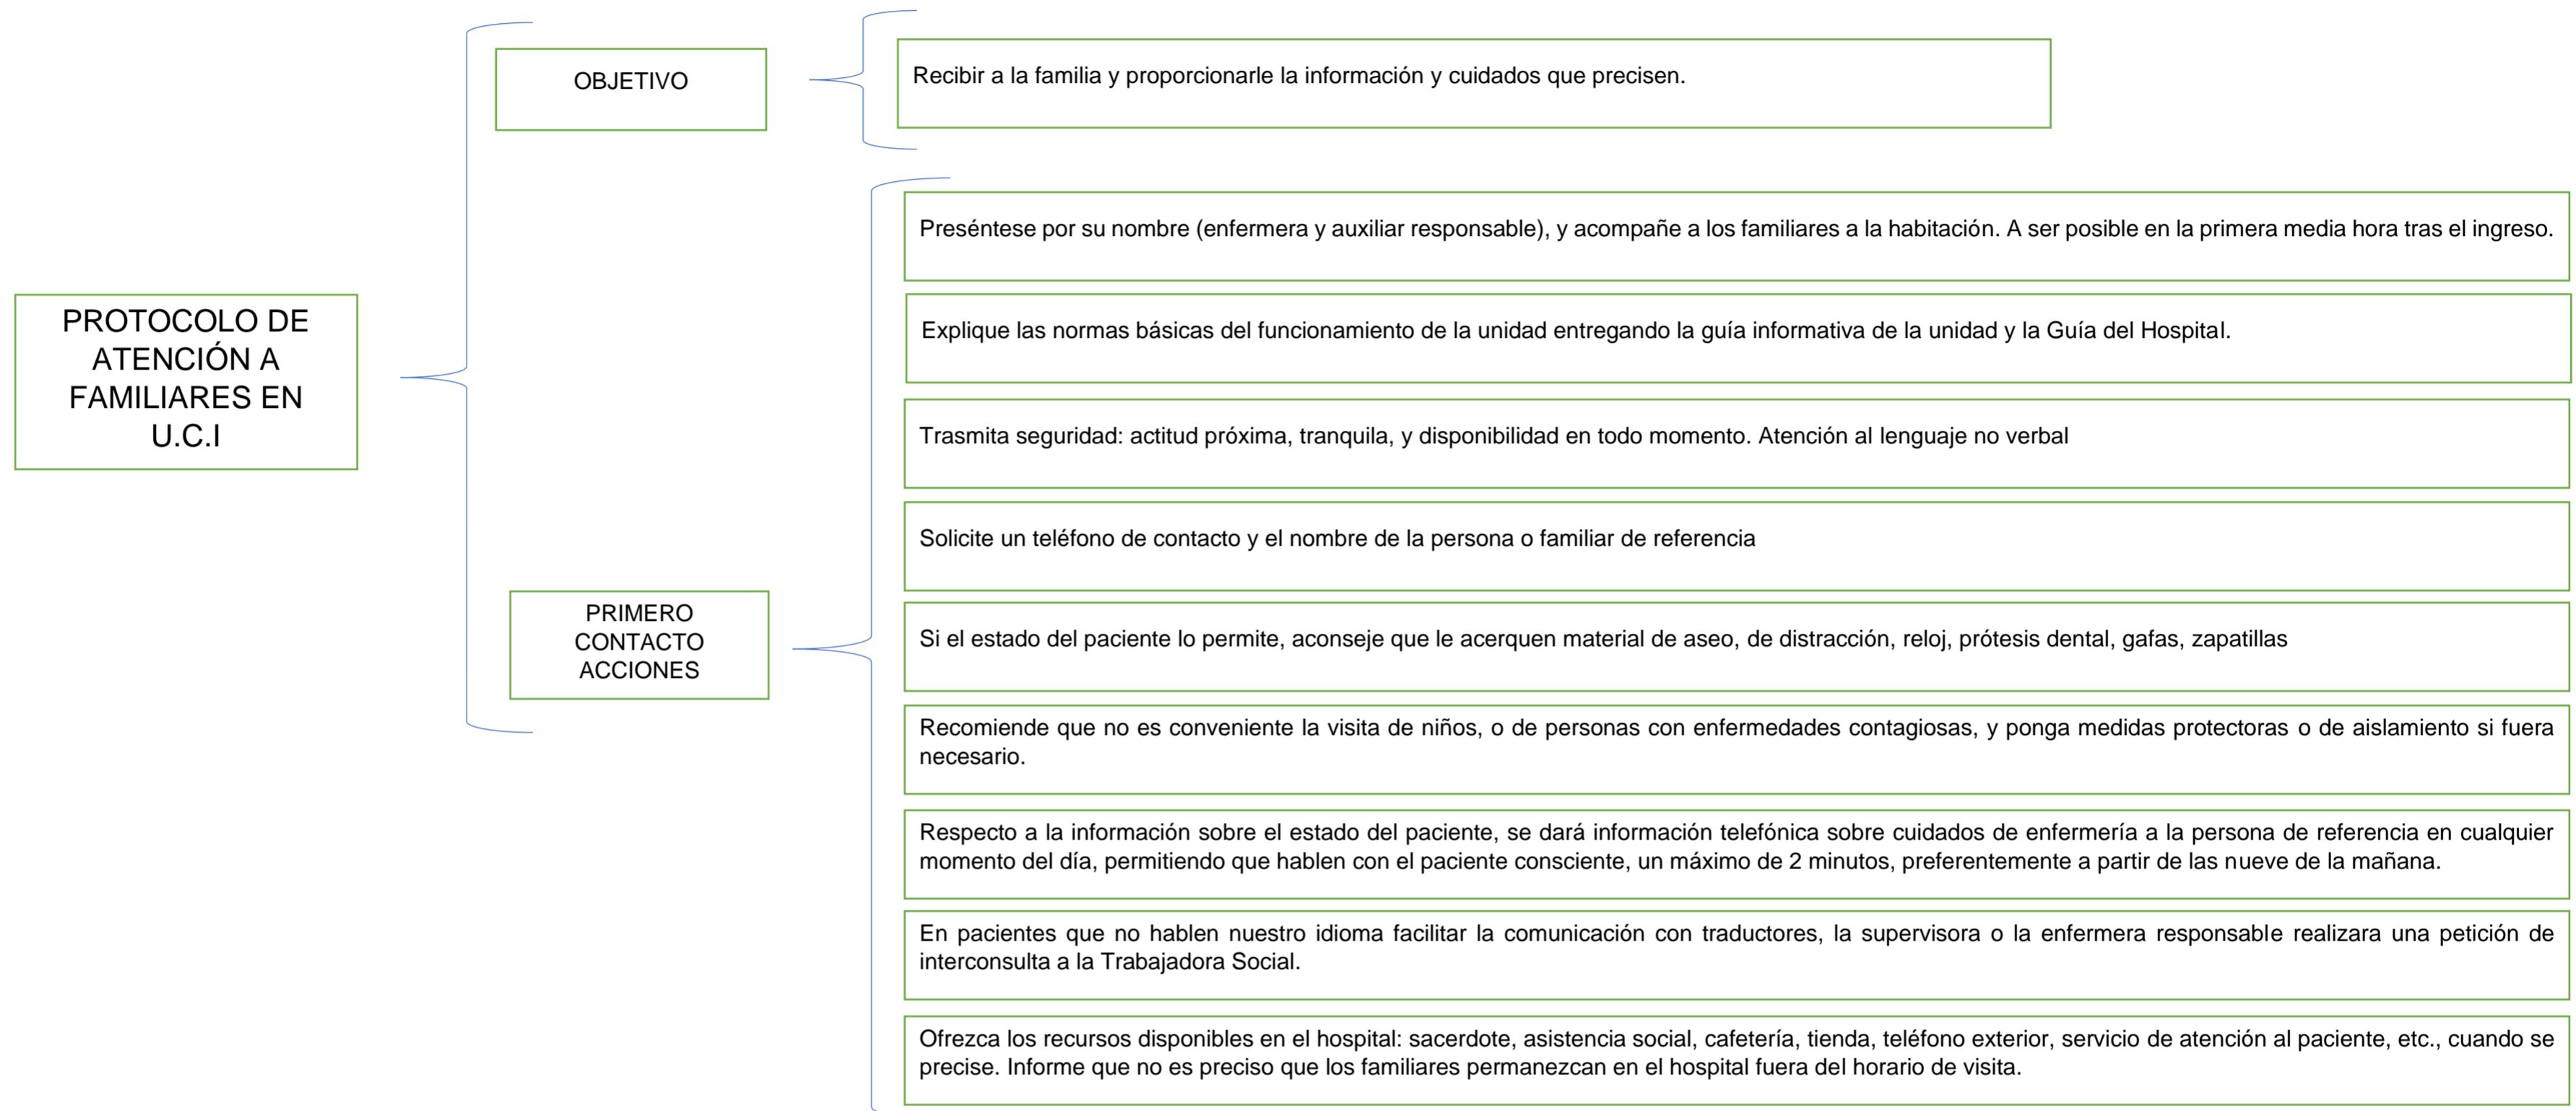 PROTOCOLO DE
ATENCIÓN A
FAMILIARES EN
U.C.I
OBJETIVO
Recibir a la familia y proporcionarle la información y cuidados que precisen.
PRIMERO
CONTACTO
ACCIONES
Preséntese por su nombre (enfermera y auxiliar responsable), y acompañe a los familiares a la habitación. A ser posible en la primera media hora tras el ingreso.
Explique las normas básicas del funcionamiento de la unidad entregando la guía informativa de la unidad y la Guía del Hospital.
Trasmita seguridad: actitud próxima, tranquila, y disponibilidad en todo momento. Atención al lenguaje no verbal
Solicite un teléfono de contacto y el nombre de la persona o familiar de referencia
Si el estado del paciente lo permite, aconseje que le acerquen material de aseo, de distracción, reloj, prótesis dental, gafas, zapatillas
Recomiende que no es conveniente la visita de niños, o de personas con enfermedades contagiosas, y ponga medidas protectoras o de aislamiento si fuera
necesario.
Respecto a la información sobre el estado del paciente, se dará información telefónica sobre cuidados de enfermería a la persona de referencia en cualquier
momento del día, permitiendo que hablen con el paciente consciente, un máximo de 2 minutos, preferentemente a partir de las nueve de la mañana.
En pacientes que no hablen nuestro idioma facilitar la comunicación con traductores, la supervisora o la enfermera responsable realizara una petición de
interconsulta a la Trabajadora Social.
Ofrezca los recursos disponibles en el hospital: sacerdote, asistencia social, cafetería, tienda, teléfono exterior, servicio de atención al paciente, etc., cuando se
precise. Informe que no es preciso que los familiares permanezcan en el hospital fuera del horario de visita.